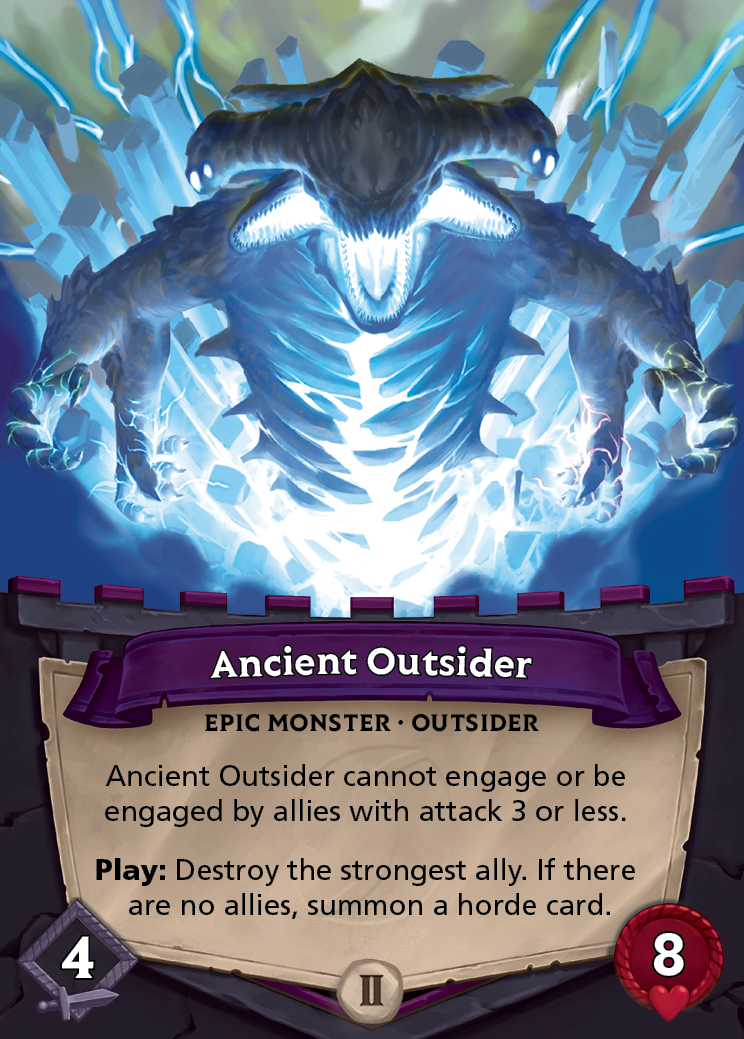 Ancient Outsider
EPIC MONSTER · OUTSIDER
Ancient Outsider cannot engage or be
engaged by allies with attack 3 or less.
Play: Destroy the strongest ally. If there
are no allies, summon a horde card.
4
8
II